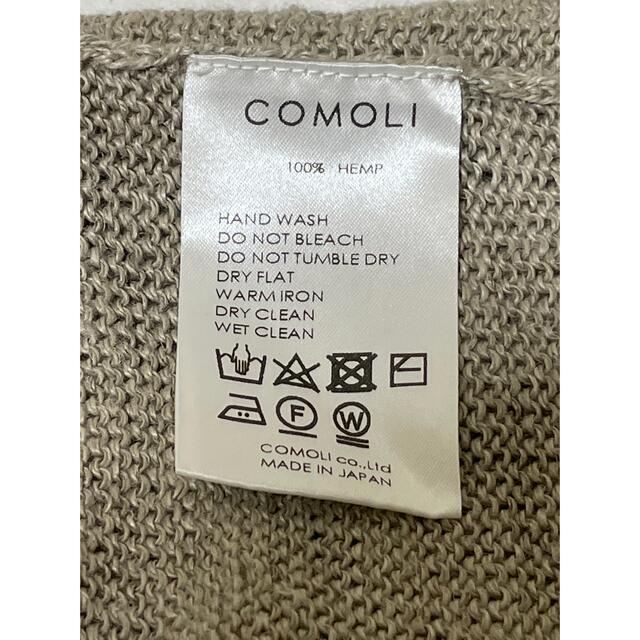 COMOLI
100% HEMP
HAND WASH
DO NOT BLEACH
DO NOT TUMBLE DRY
DRY FLAT
WARM IRON
DRY CLEAN
WET CLEAN
F W
COMOLI co.,Ltd
MADE IN JAPAN